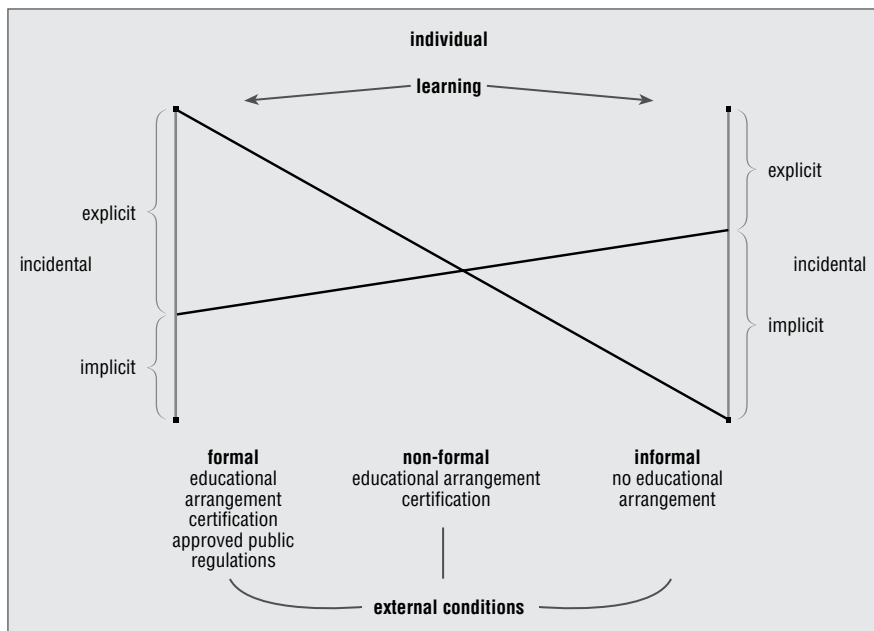 individual
learning
explicit
explicit
incidental
incidental
implicit
implicit
formal
educational
arrangement
certification
approved public
regulations
non-formal
educational arrangement
certification
informal
no educational
arrangement
external conditions